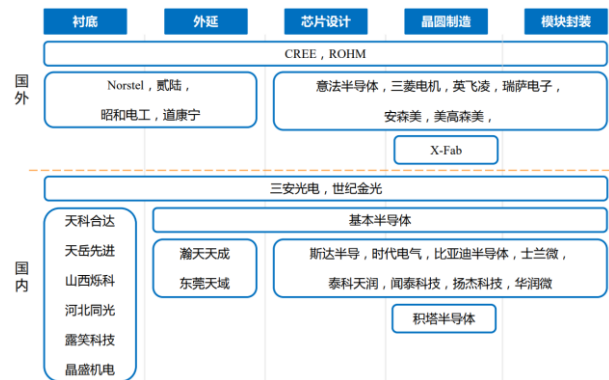 衬底 外延 芯片设计 晶圆制造 模块封装
国外
CREE，ROHM
Norstel，贰陆，
昭和电工，道康宁
意法半导体，三菱电机，英飞凌，瑞萨电子，
安森美，美高森美，
X-Fab
国内
三安光电，世纪金光
天科合达
天岳先进
山西烁科
河北同光
露笑科技
晶盛机电
基本半导体
瀚天天成
东莞天域
斯达半导，时代电气，比亚迪半导体，士兰微，
泰科天润，闻泰科技，扬杰科技，华润微
积塔半导体